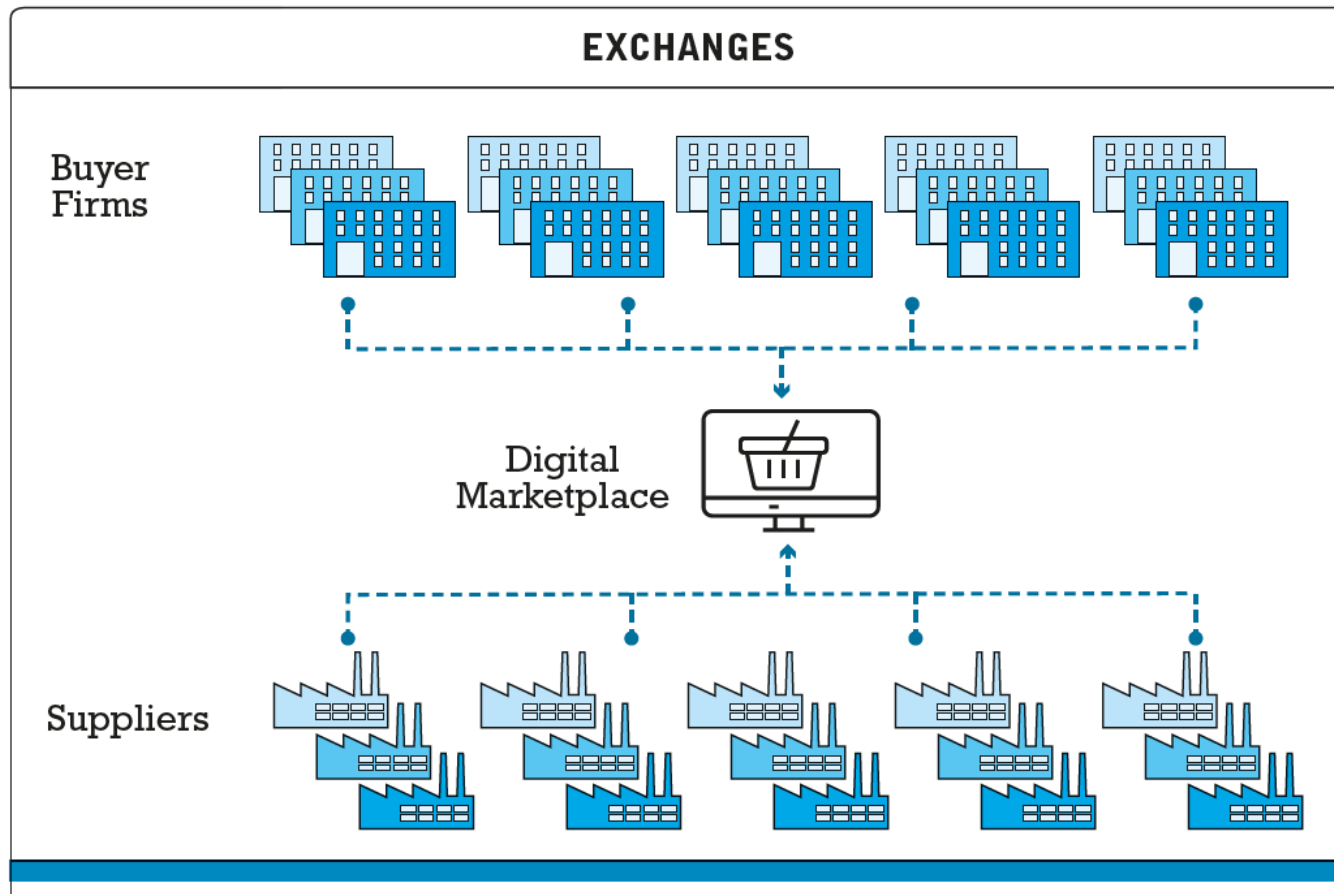 EXCHANGES
Buyer
Firms
Digital
Marketplace
Suppliers